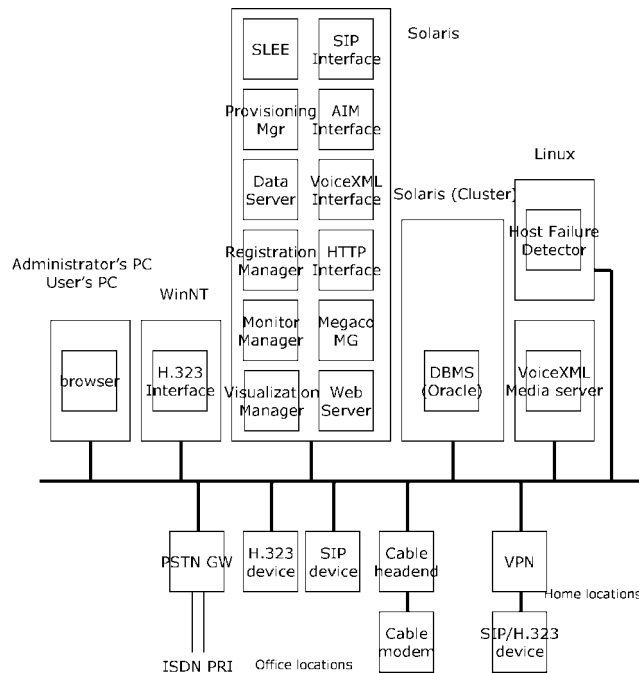 Solaris
SLEE
SIP
Interface
Provisioning
Mgr
AIM
Interface
Data
Server
VoiceXML
Interface
Registration
Manager
HTTP
Interface
Monitor
Manager
Megaco
MG
Visualization
Manager
Web
Server
Linux
Solaris (Cluster)
Host Failure
Detector
Administrator's PC
User's PC
WinNT
browser
H.323
Interface
DBMS
(Oracle)
VoiceXML
Media server
PSTN GW
H.323
device
SIP
device
Cable
headend
VPN
Home locations
Cable
modem
SIP/H.323
device
ISDN PRI
Office locations